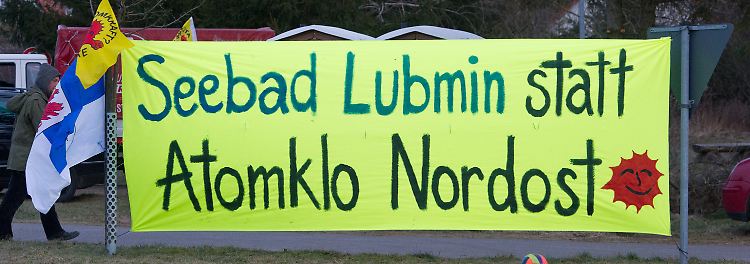 Seebad Lubmin statt
Atomklo Nordost